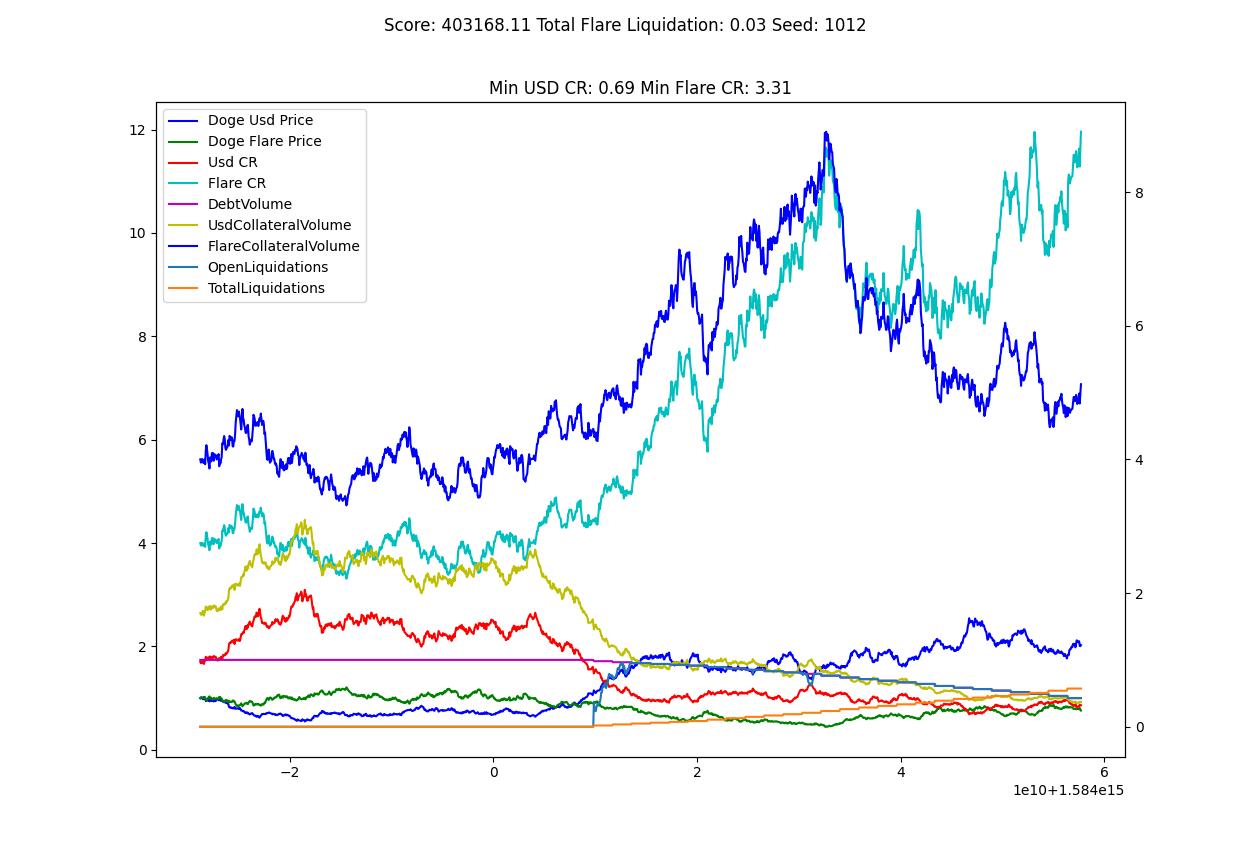 Score: 403168.11 Total Flare Liquidation: 0.03 Seed: 1012
Min USD CR: 0.69 Min Flare CR: 3.31
Doge Usd Price
Doge Flare Price
Usd CR
Flare CR
DebtVolume
UsdCollateralVolume
FlareCollateralVolume
OpenLiquidations
TotalLiquidations
12
10
8
6
4
2
0
8
6
4
2
0
−2
0
2
4
6
1e10+1.584e15